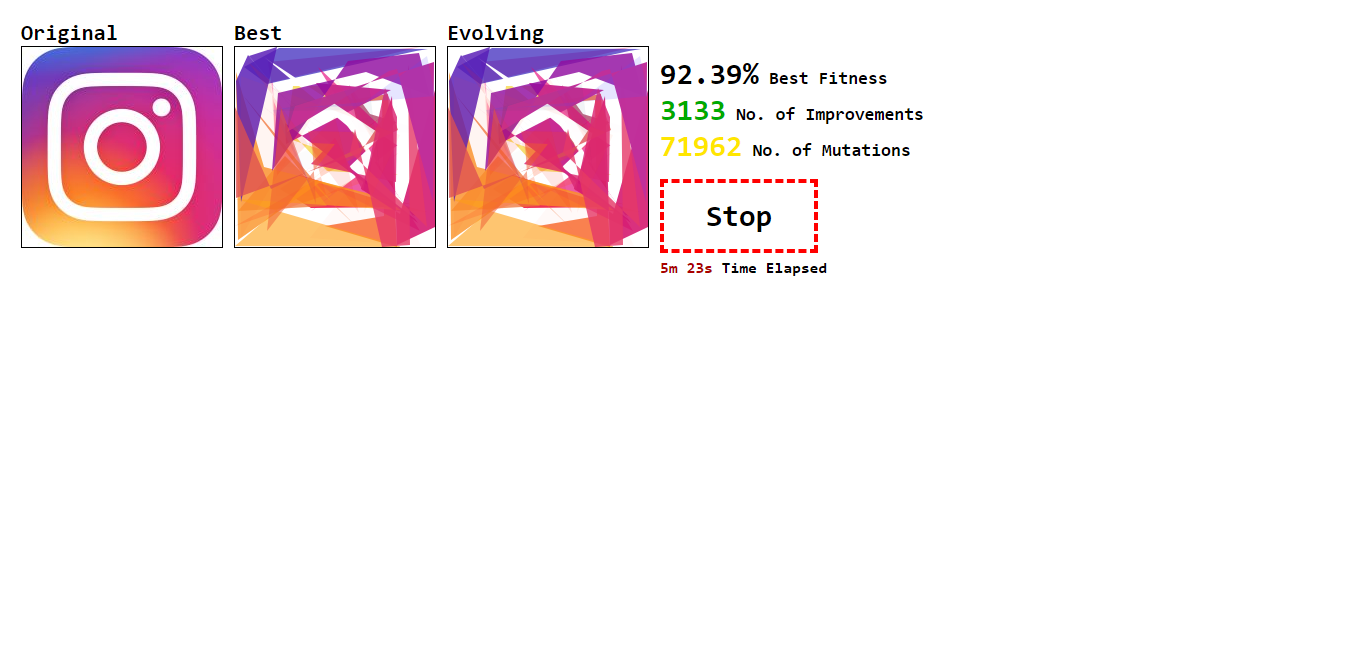 Original
Best
Evolving
92.39% Best Fitness
3133 No. of Improvements
71962 No. of Mutations
Stop
5m 23s Time Elapsed